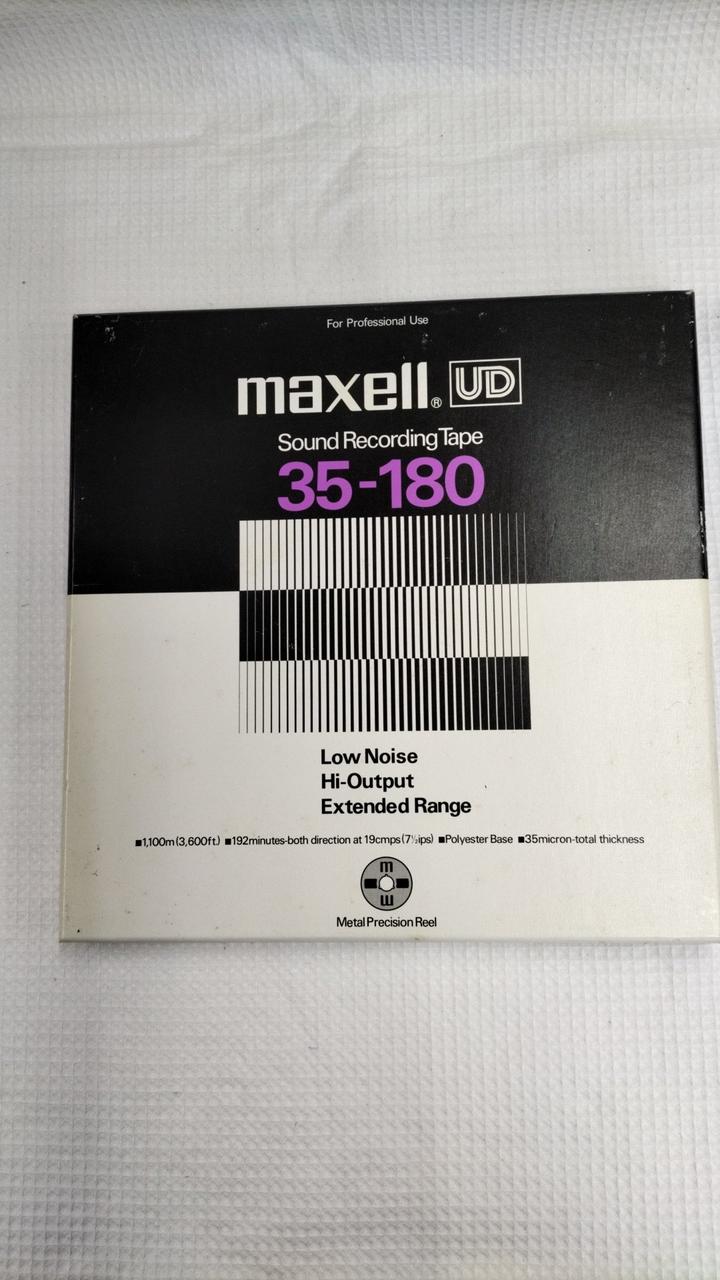 For Professional Use
maxell® UD
Sound Recording Tape
35-180
Low Noise
Hi-Output
Extended Range
■1,100m(3,600ft.) ■192minutes-both direction at 19cmps(7½ips) ■Polyester Base ■35micron-total thickness
m
m
Metal Precision Reel